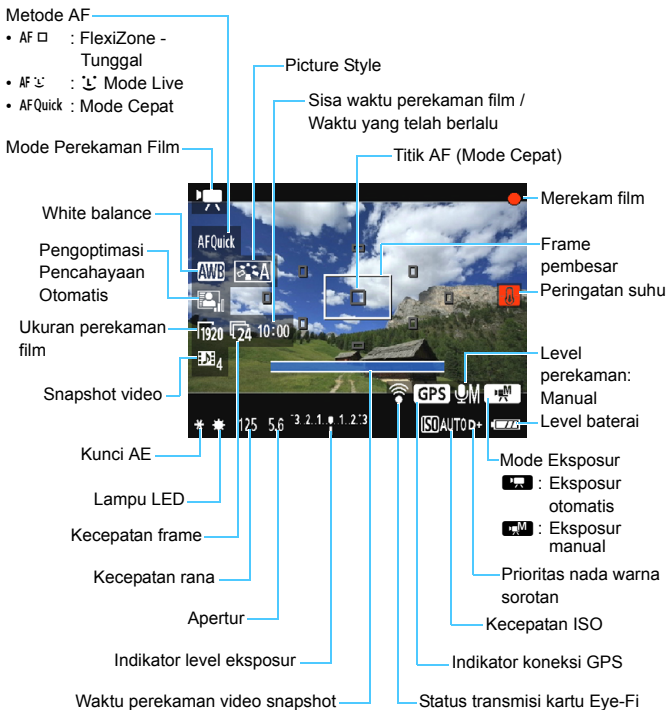 Metode AF
• AF □ : FlexiZone -
Tunggal
• AF : Mode Live
• AFQuick : Mode Cepat
Picture Style
Sisa waktu perekaman film /
Waktu yang telah berlalu
Mode Perekaman Film
Titik AF (Mode Cepat)
White balance
Merekam film
Pengoptimasi
Pencahayaan
Otomatis
Frame
pembesar
Peringatan suhu
Ukuran perekaman
film
Level
perekaman:
Manual
Snapshot video
Level baterai
AFQuick
AWB A
1920 24 10:00
4
GPS M M
125 5.6 -3..2..1..0..1..2.:3 ISO AUTO D+
Kunci AE
Mode Eksposur
: Eksposur
otomatis
M : Eksposur
manual
Lampu LED
Kecepatan frame
Prioritas nada warna
sorotan
Kecepatan rana
Apertur
Kecepatan ISO
Indikator level eksposur
Indikator koneksi GPS
Waktu perekaman video snapshot
Status transmisi kartu Eye-Fi